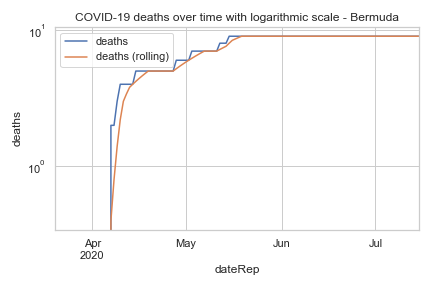 COVID-19 deaths over time with logarithmic scale - Bermuda
10¹
deaths
deaths (rolling)
deaths
10⁰
Apr
2020
May
Jun
Jul
dateRep